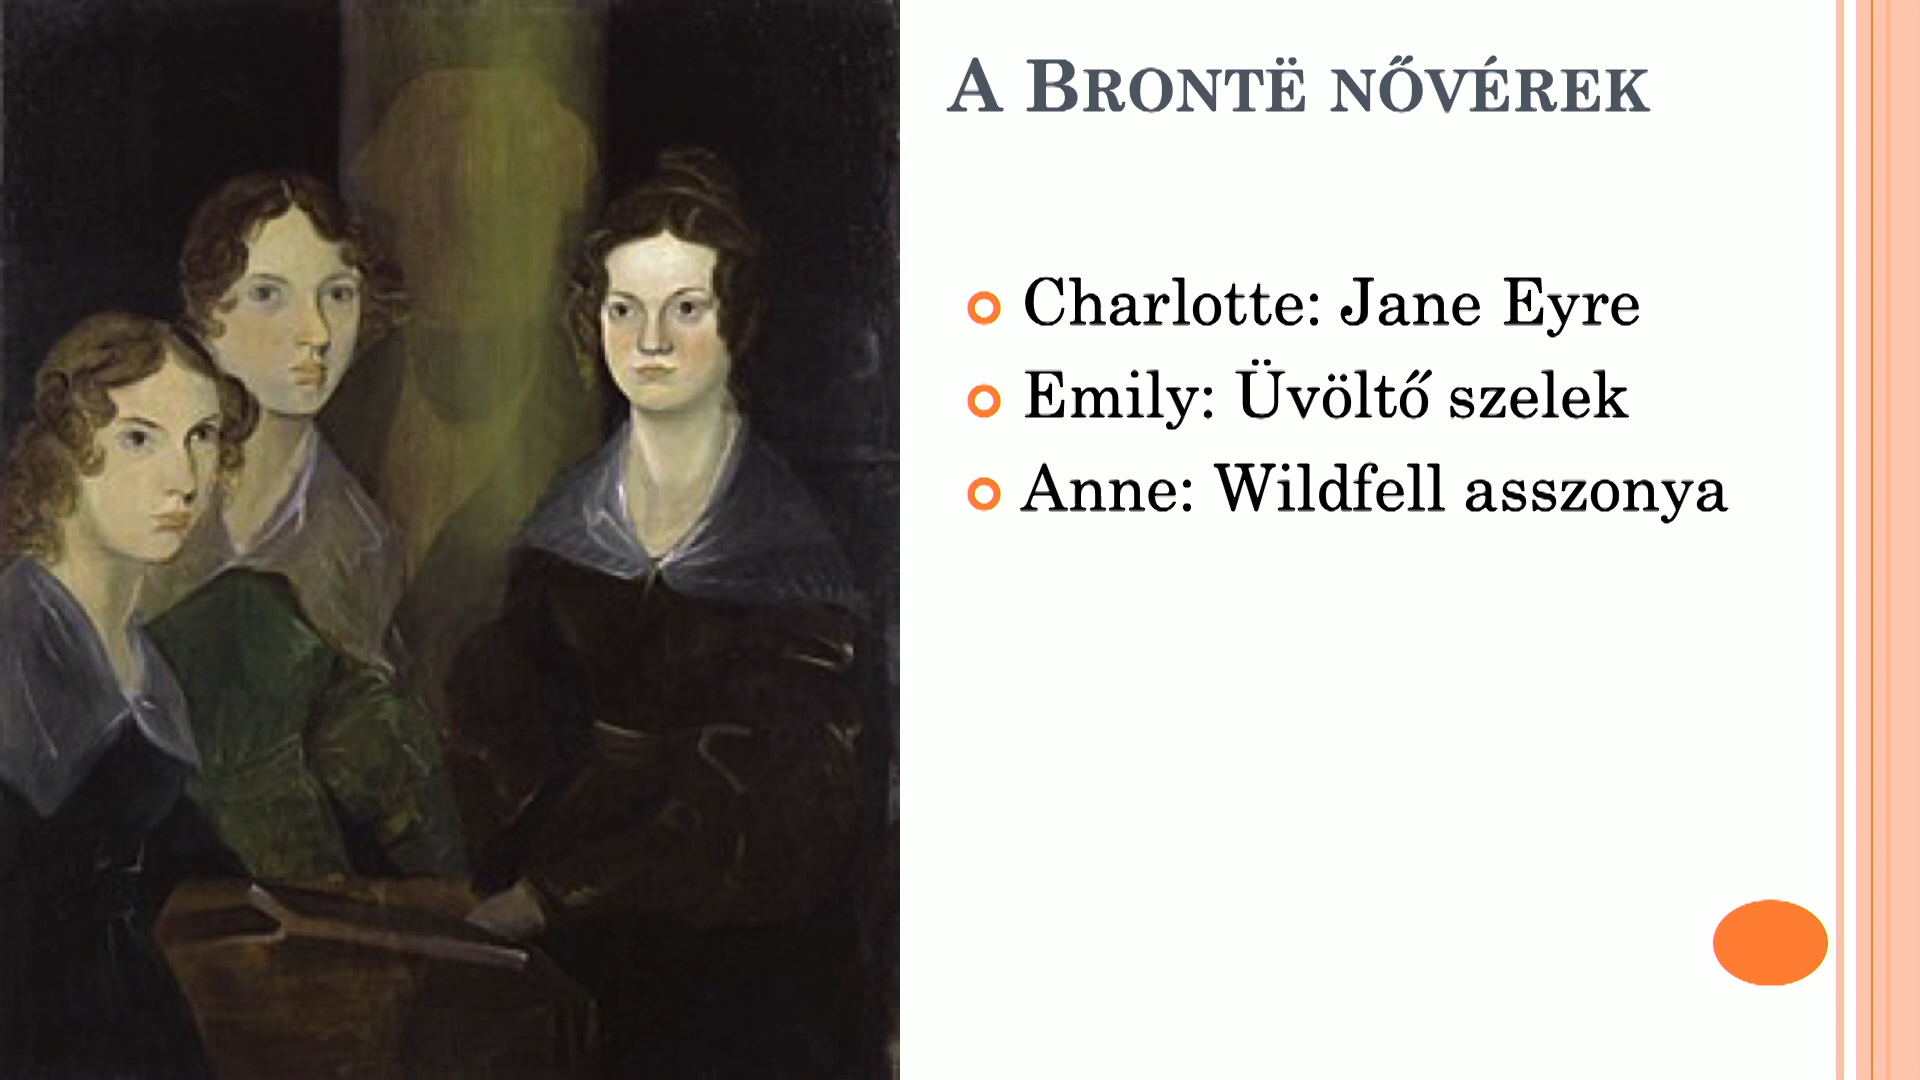 A Brontë nővérek
Charlotte: Jane Eyre
Emily: Üvöltő szelek
Anne: Wildfell asszonya